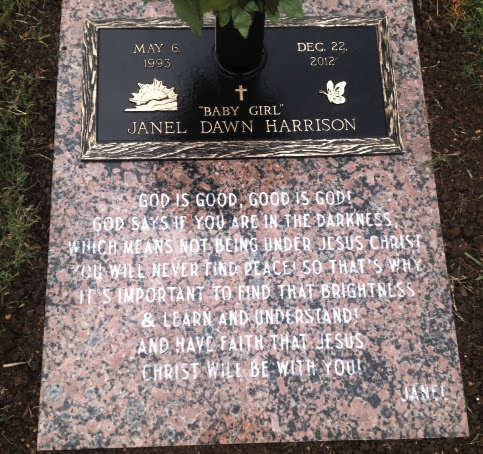 MAY 6,
1993
DEC. 22,
2012
"BABY GIRL"
JANEL DAWN HARRISON
GOD IS GOOD, GOOD IS GOD!
GOD SAYS IF YOU ARE IN THE DARKNESS,
WHICH MEANS NOT BEING UNDER JESUS CHRIST
YOU WILL NEVER FIND PEACE! SO THAT'S WHY
IT'S IMPORTANT TO FIND THAT BRIGHTNESS
& LEARN AND UNDERSTAND!
AND HAVE FAITH THAT JESUS
CHRIST WILL BE WITH YOU!
JANEL